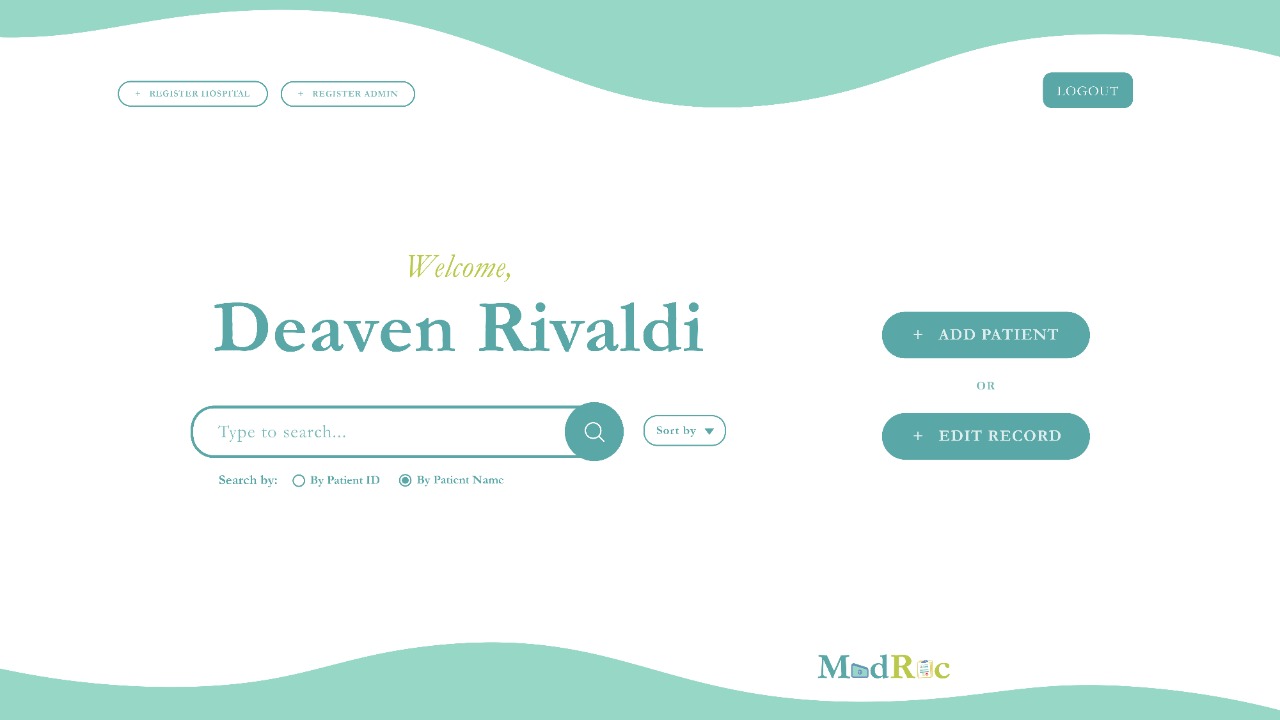 + REGISTER HOSPITAL
+ REGISTER ADMIN
LOGOUT
Welcome,
Deaven Rivaldi
Type to search...
Sort by
Search by: By Patient ID By Patient Name
+ ADD PATIENT
OR
+ EDIT RECORD
M dR c